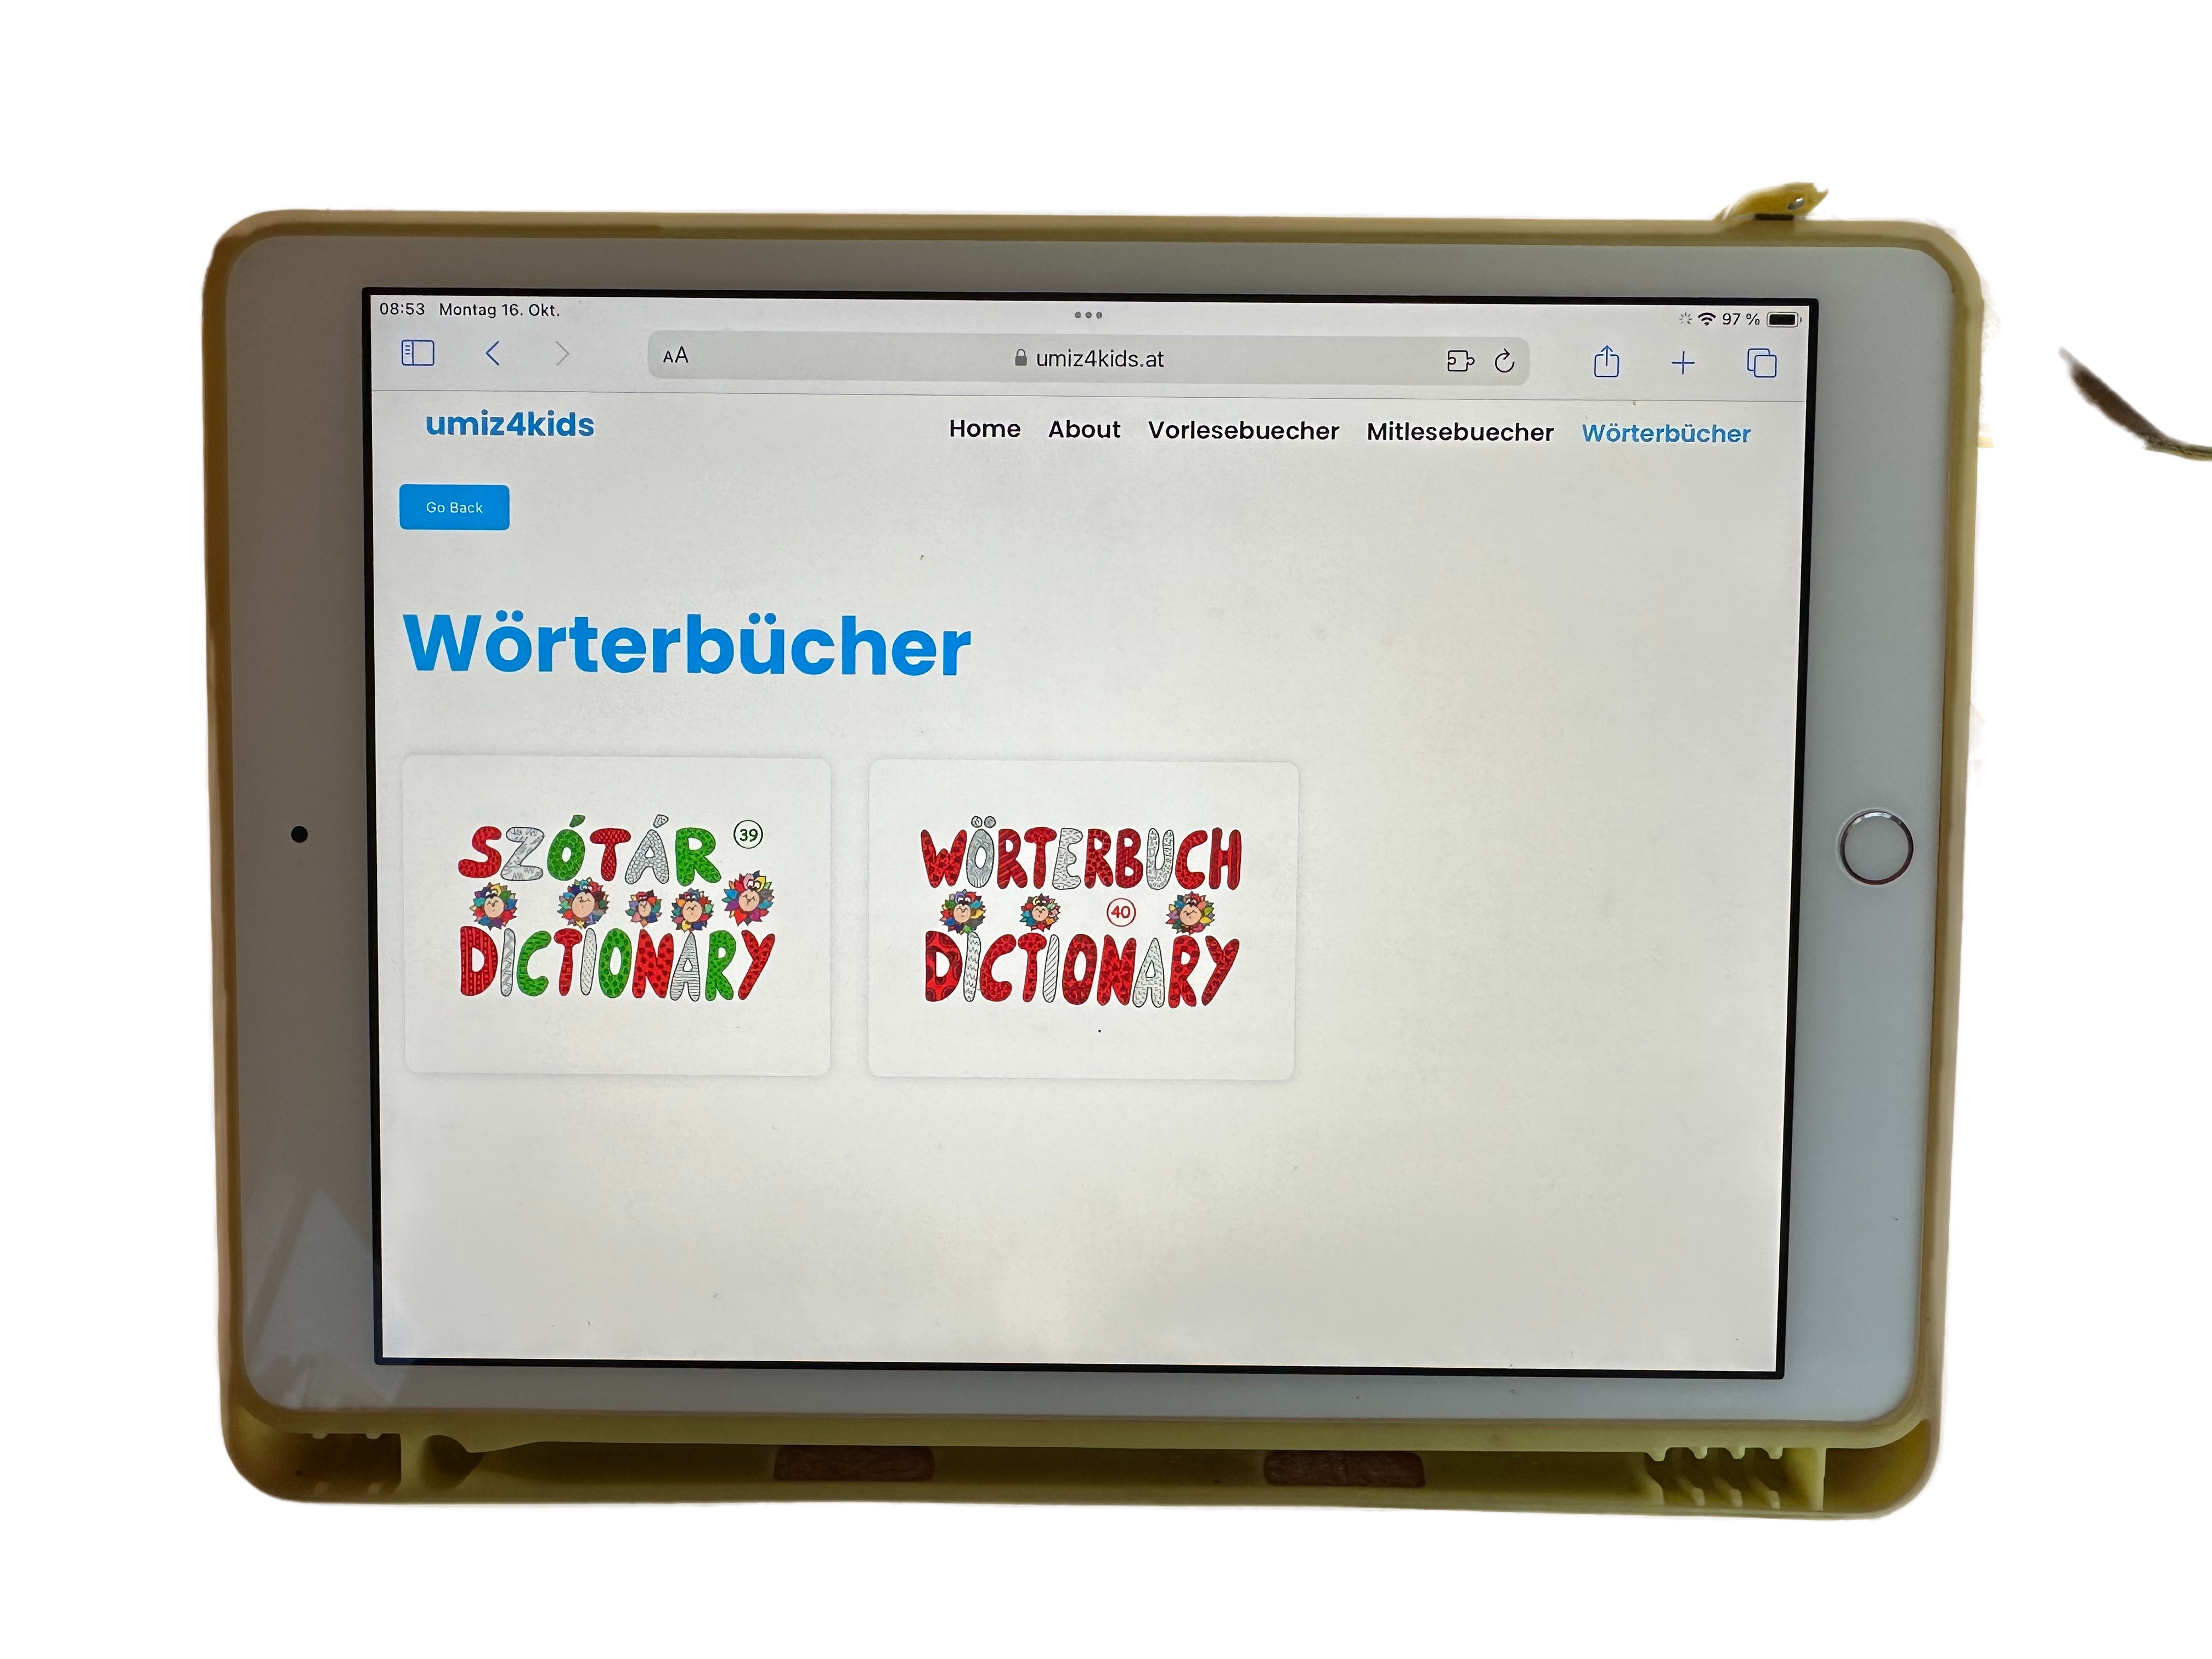 08:53 Montag 16. Okt.
97 %
AA
umiz4kids.at
umiz4kids
Home About Vorlesebuecher Mitlesebuecher Wörterbücher
Go Back
Wörterbücher
SZÓTÁR 39
DICTIONARY
WÖRTERBUCH
40
DICTIONARY